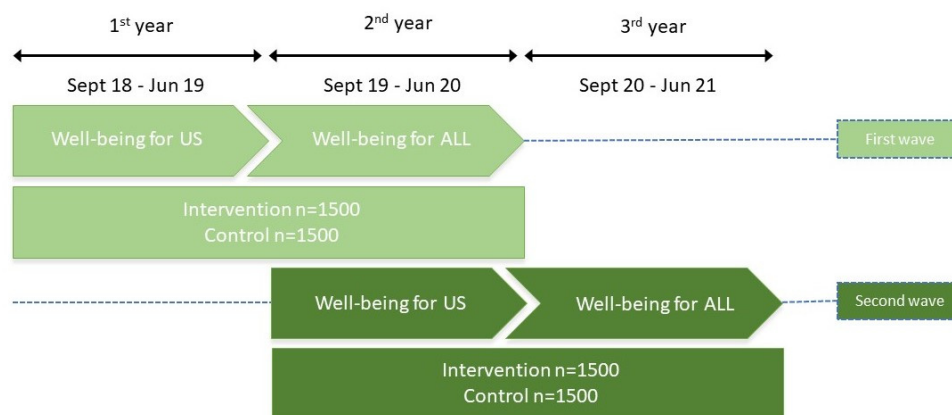 1st year 2nd year 3rd year
Sept 18 - Jun 19 Sept 19 - Jun 20 Sept 20 - Jun 21
Well-being for US Well-being for ALL First wave
Intervention n=1500
Control n=1500
Well-being for US Well-being for ALL Second wave
Intervention n=1500
Control n=1500